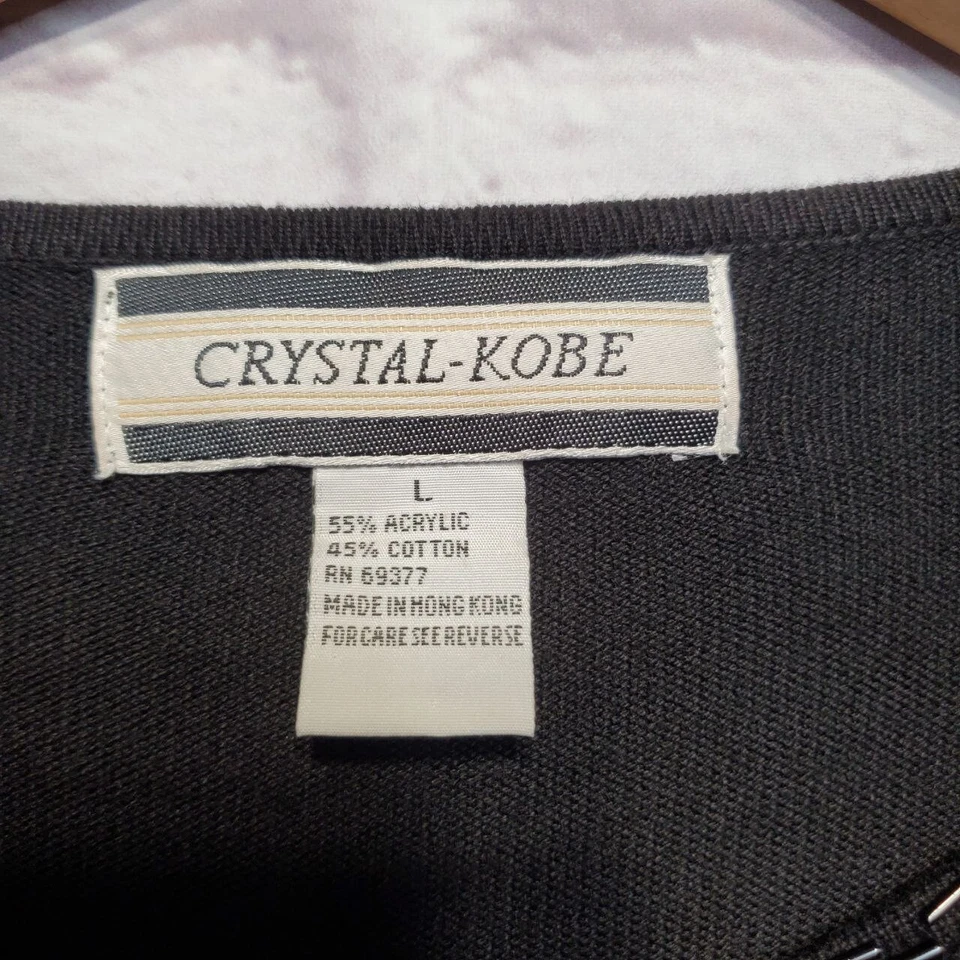 CRYSTAL-KOBE
L
55% ACRYLIC
45% COTTON
RN 69377
MADE IN HONG KONG
FOR CARE SEE REVERSE